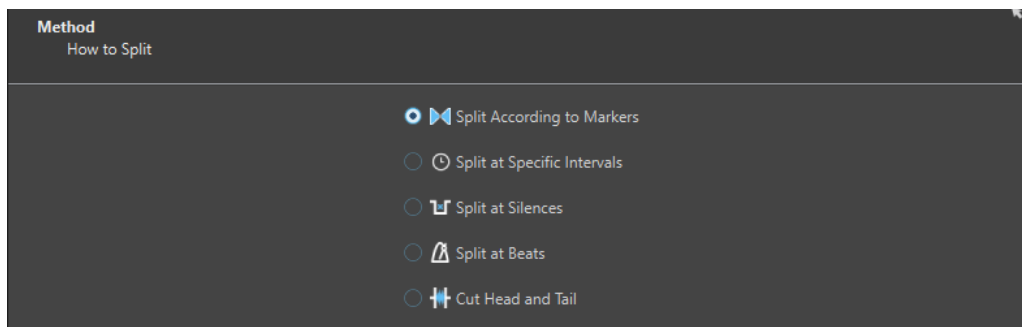 Method
How to Split
Split According to Markers
Split at Specific Intervals
Split at Silences
Split at Beats
Cut Head and Tail